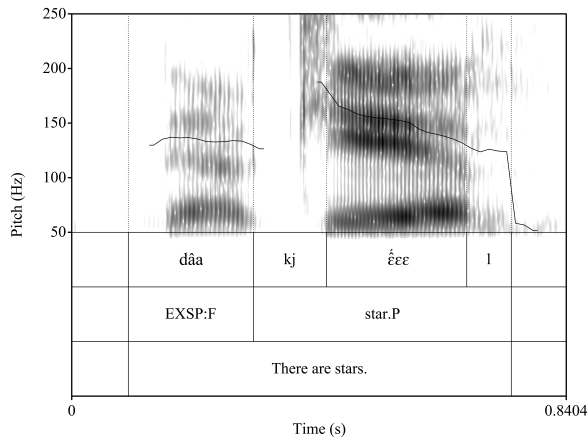 250
200
150
100
50
Pitch (Hz)
dâa kj ɛ̂́ɛɛ l
EXSP:F star.P
There are stars.
0 0.8404
Time (s)